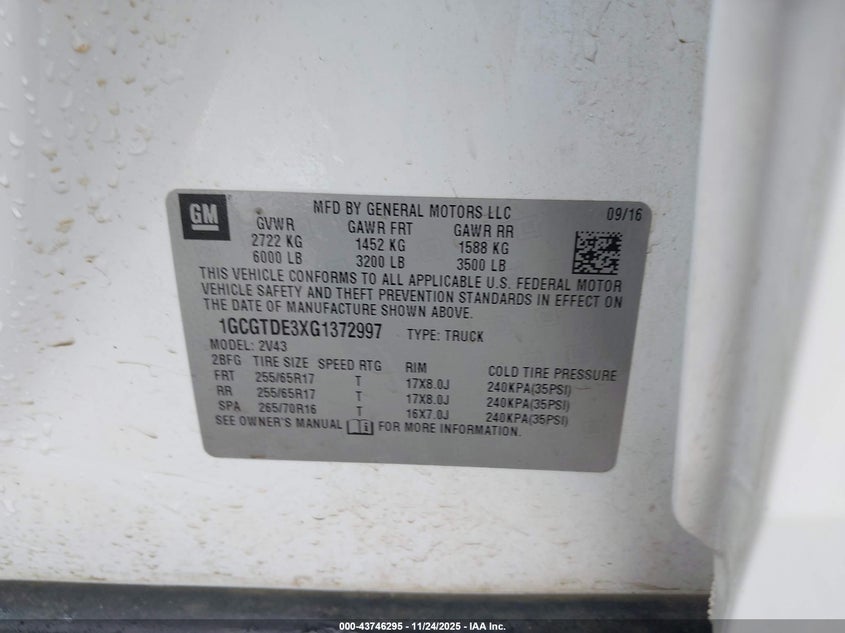 GM
MFD BY GENERAL MOTORS LLC 09/16
GVWR GAWR FRT GAWR RR
2722 KG 1452 KG 1588 KG
6000 LB 3200 LB 3500 LB
THIS VEHICLE CONFORMS TO ALL APPLICABLE U.S. FEDERAL MOTOR
VEHICLE SAFETY AND THEFT PREVENTION STANDARDS IN EFFECT ON
THE DATE OF MANUFACTURE SHOWN ABOVE.
1GCGTDE3XG1372997 TYPE: TRUCK
MODEL: 2V43
2BFG TIRE SIZE SPEED RTG RIM COLD TIRE PRESSURE
FRT 255/65R17 T 17X8.0J 240KPA(35PSI)
RR 255/65R17 T 17X8.0J 240KPA(35PSI)
SPA 265/70R16 T 16X7.0J 240KPA(35PSI)
SEE OWNER'S MANUAL i FOR MORE INFORMATION.
000-43746295 - 11/24/2025 - IAA Inc.